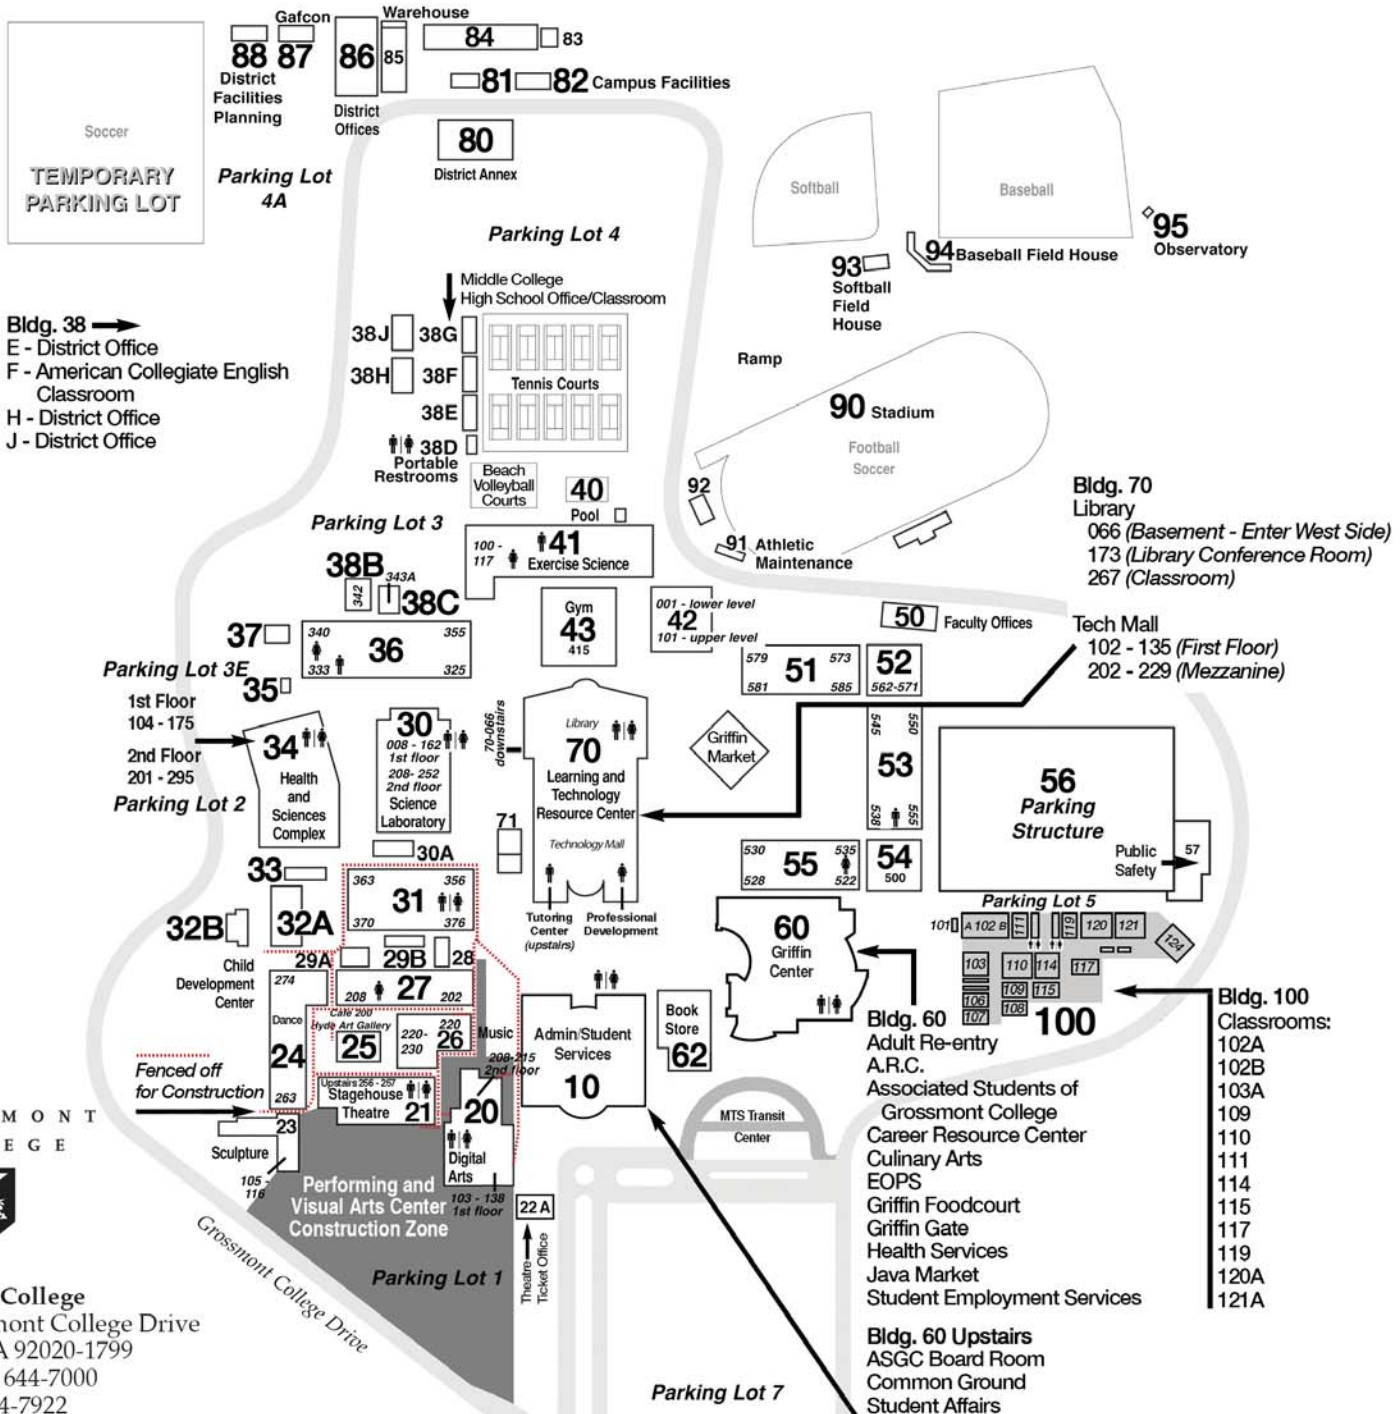 Gafcon
Warehouse
88
87
86
85
84
83
District
Facilities
Planning
District
Offices
81
82 Campus Facilities
80
District Annex
Soccer
TEMPORARY
PARKING LOT
Parking Lot
4A
Parking Lot 4
Softball
Baseball
95
Observatory
94 Baseball Field House
93
Softball
Field
House
Middle College
High School Office/Classroom
Bldg. 38
E - District Office
F - American Collegiate English
Classroom
H - District Office
J - District Office
38J
38G
38H
38F
38E
38D
Portable
Restrooms
Tennis Courts
Ramp
90 Stadium
Football
Soccer
Beach
Volleyball
Courts
40
Pool
92
91 Athletic
Maintenance
Bldg. 70
Library
066 (Basement - Enter West Side)
173 (Library Conference Room)
267 (Classroom)
Tech Mall
102 - 135 (First Floor)
202 - 229 (Mezzanine)
Parking Lot 3
100 -
117
41
Exercise Science
38B
342
343A
38C
Gym
43
415
001 - lower level
42
101 - upper level
50 Faculty Offices
37
340
355
36
333
325
Parking Lot 3E
35
579
573
51
581
585
52
562-571
1st Floor
104 - 175
2nd Floor
201 - 295
34
Health
and
Sciences
Complex
Parking Lot 2
30
008 - 162
1st floor
208- 252
2nd floor
Science
Laboratory
70-066
downstairs
Library
70
Learning and
Technology
Resource Center
Technology Mall
Griffin
Market
545
550
53
538
555
56
Parking
Structure
Public
Safety
57
71
30A
33
530
535
55
528
522
54
500
363
356
31
370
376
32B
32A
Tutoring
Center
(upstairs)
Professional
Development
60
Griffin
Center
Parking Lot 5
101
A 102 B
111
119
120
121
124
103
110
114
117
109
115
106
108
107
100
29A
29B
28
Child
Development
Center
274
208
27
202
Cafe 200
Hyde Art Gallery
Dance
24
263
25
220-
230
220
26
Music
208-215
2nd floor
Admin/Student
Services
10
Book
Store
62
Fenced off
for Construction
Upstairs 256 - 257
Stagehouse
Theatre
21
20
Digital
Arts
103 - 138
1st floor
23
Sculpture
105 -
116
MTS Transit
Center
Performing and
Visual Arts Center
Construction Zone
22 A
Theatre
Ticket Office
Parking Lot 1
Grossmont College Drive
Parking Lot 7
Bldg. 60
Adult Re-entry
A.R.C.
Associated Students of
Grossmont College
Career Resource Center
Culinary Arts
EOPS
Griffin Foodcourt
Griffin Gate
Health Services
Java Market
Student Employment Services
Bldg. 60 Upstairs
ASGC Board Room
Common Ground
Student Affairs
Bldg. 100
Classrooms:
102A
102B
103A
109
110
111
114
115
117
119
120A
121A
MONT
EGE
College
mont College Drive
A 92020-1799
644-7000
4-7922